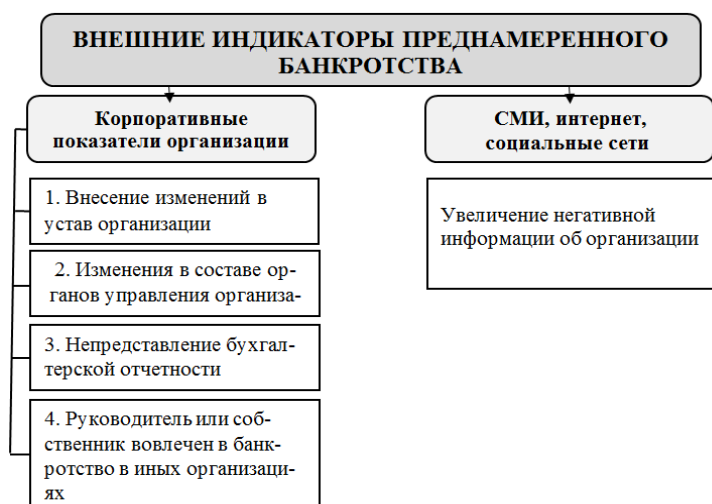 ВНЕШНИЕ ИНДИКАТОРЫ ПРЕДНАМЕРЕННОГО
БАНКРОТСТВА
Корпоративные
показатели организации
1. Внесение изменений в
устав организации
2. Изменения в составе ор-
ганов управления организа-
3. Непредставление бухгал-
терской отчетности
4. Руководитель или соб-
ственник вовлечен в банк-
ротство в иных организаци-
ях
СМИ, интернет,
социальные сети
Увеличение негативной
информации об организации